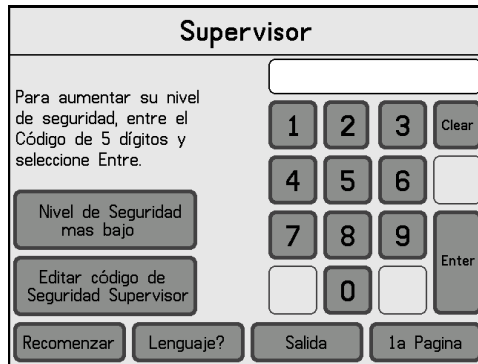 Supervisor
Para aumentar su nivel
de seguridad, entre el
Código de 5 dígitos y
seleccione Entre.
1 2 3 Clear
4 5 6
Nivel de Seguridad
mas bajo
7 8 9
Enter
Editar código de
Seguridad Supervisor
0
Recomenzar Lenguaje? Salida 1a Pagina